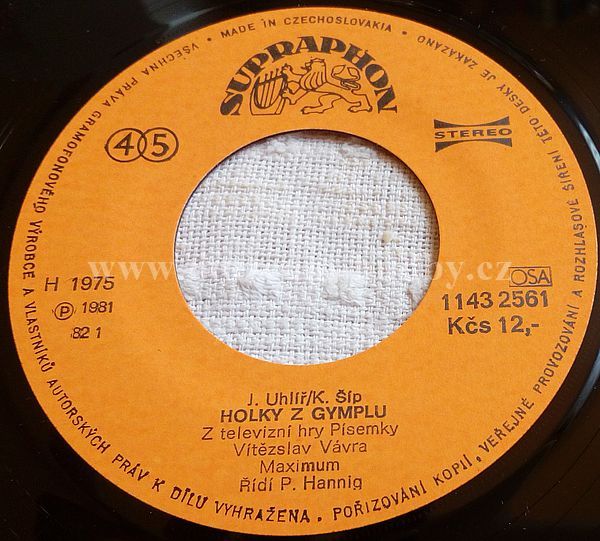 VŠECHNA PRÁVA GRAMOFONOVÉHO VÝROBCE A VLASTNÍKŮ AUTORSKÝCH PRÁV K DÍLU VYHRAŽENA. POŘIZOVÁNÍ KOPIÍ, VEŘEJNÉ PROVOZOVÁNÍ A ROZHLASOVÉ ŠÍŘENÍ TÉTO DESKY JE ZAKÁZÁNO • MADE IN CZECHOSLOVAKIA •
SUPRAPHON
45
STEREO
H 1975
Ⓟ 1981
82 1
OSA
1143 2561
Kčs 12,-
J. Uhlíř/K. Šíp
HOLKY Z GYMPLU
Z televizní hry Písemky
Vítězslav Vávra
Maximum
Řídí P. Hannig